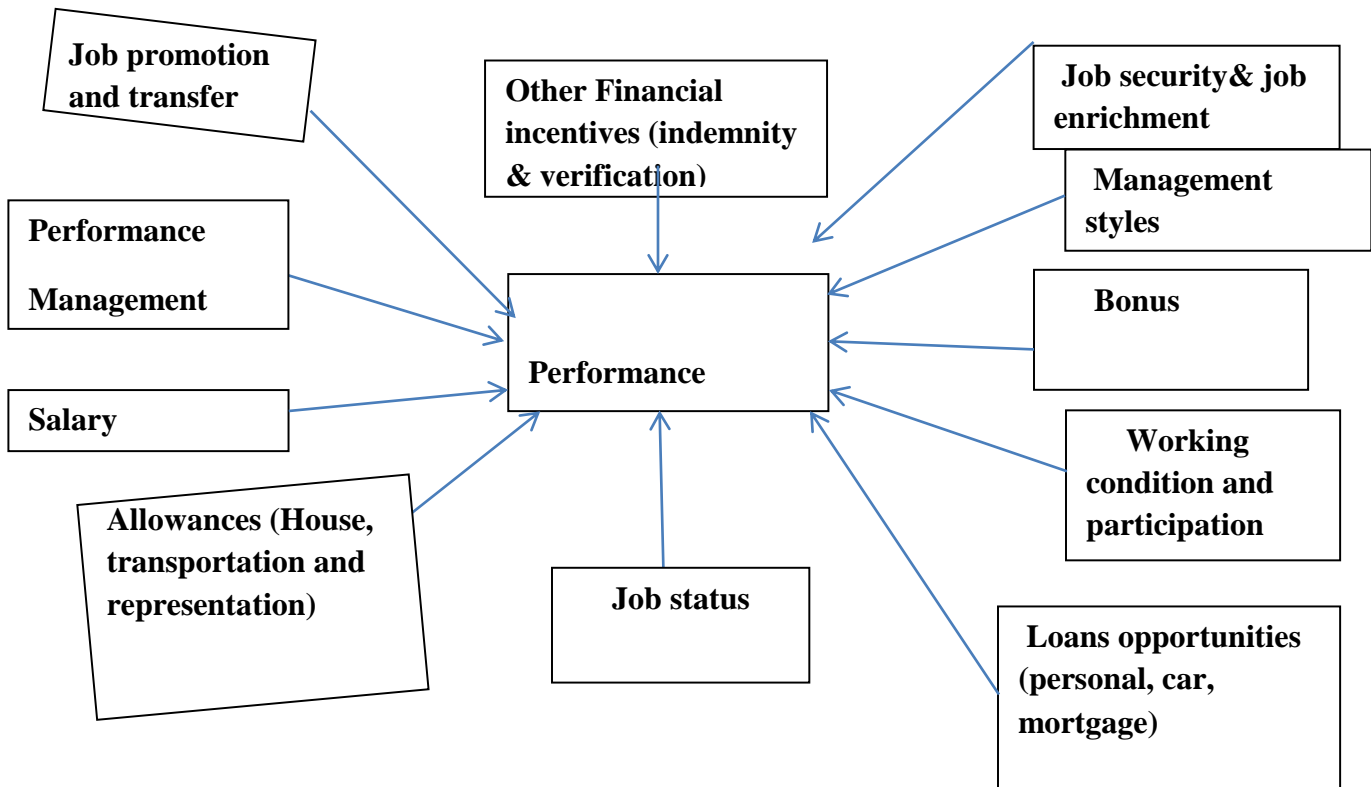 Job promotion
and transfer
Other Financial
incentives (indemnity
& verification)
Job security& job
enrichment
Management
styles
Performance
Management
Bonus
Performance
Salary
Working
condition and
participation
Allowances (House,
transportation and
representation)
Job status
Loans opportunities
(personal, car,
mortgage)